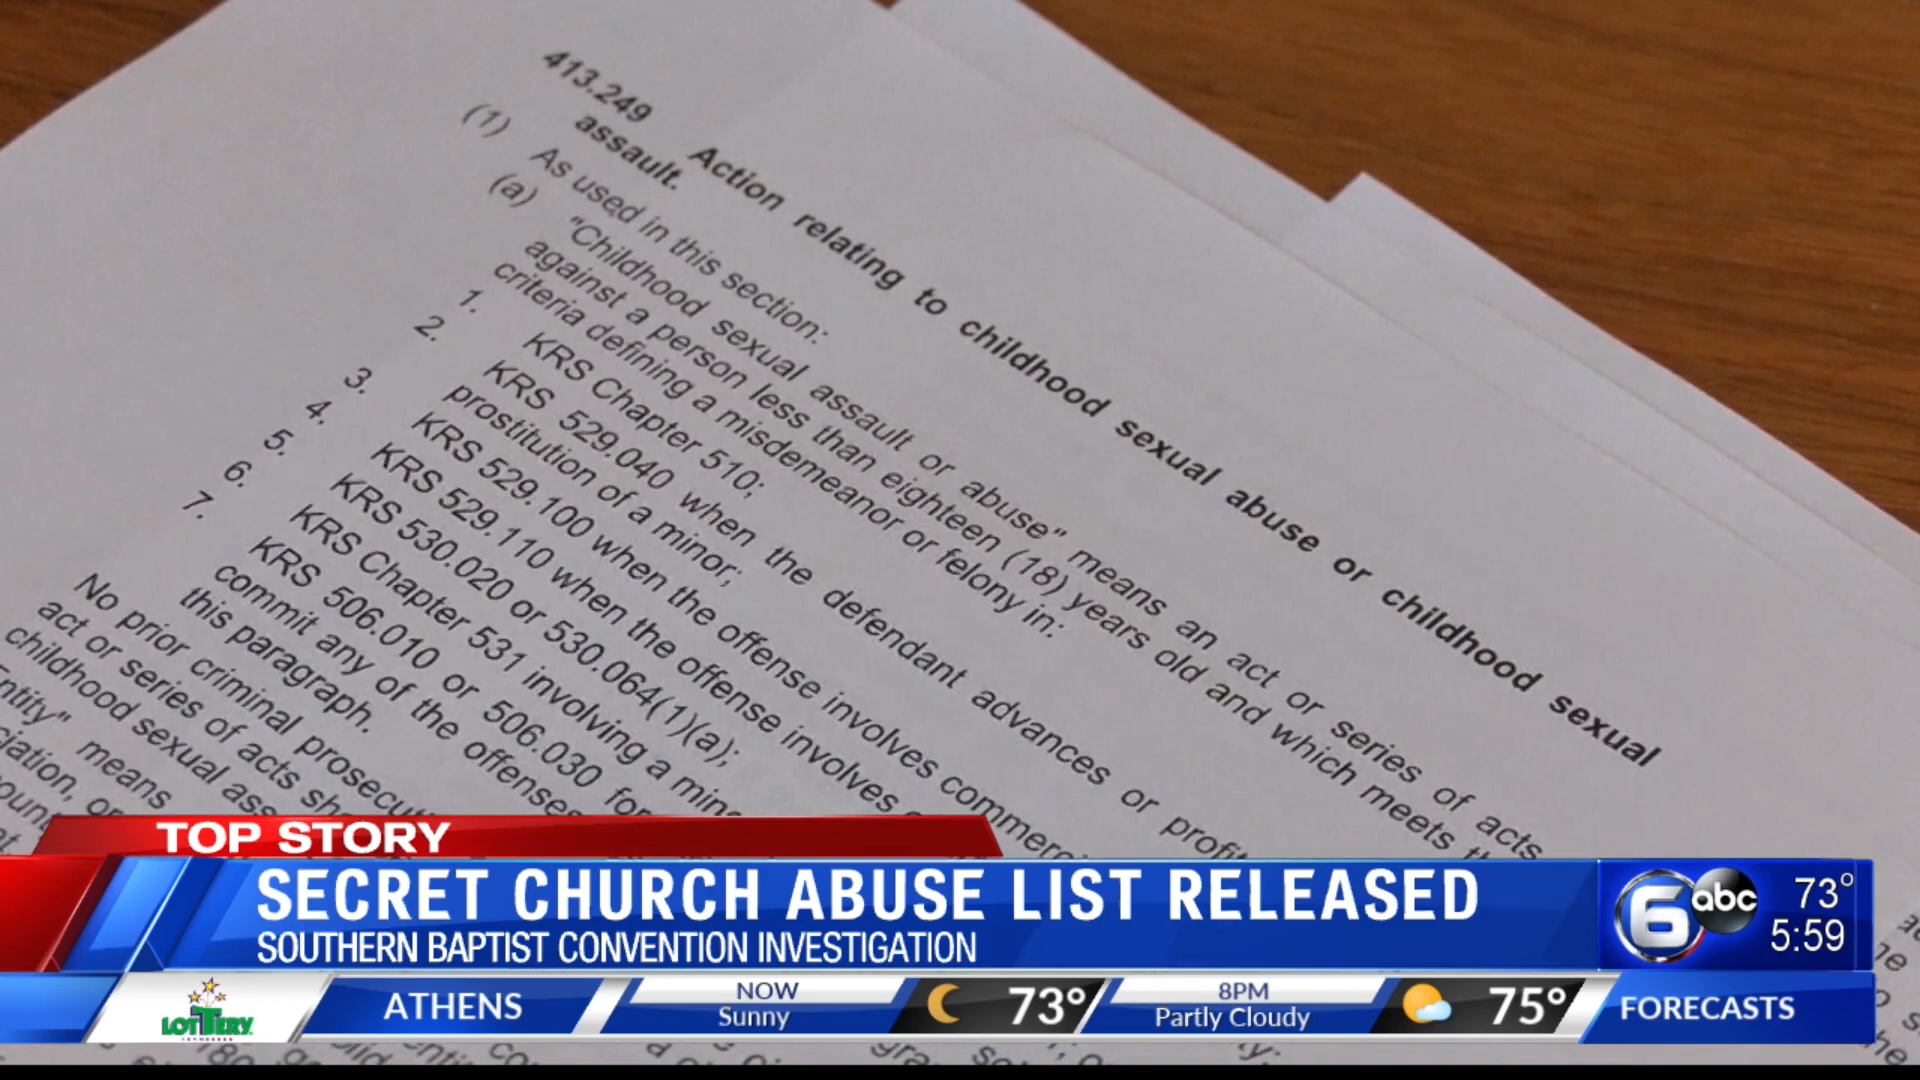 413.249 Action relating to childhood sexual abuse or childhood sexual
assault.
(1) As used in this section:
(a) "Childhood sexual assault or abuse" means an act or series of acts
against a person less than eighteen (18) years old and which meets
criteria defining a misdemeanor or felony in:
1. KRS Chapter 510;
2. KRS 529.040 when the defendant advances or
prostitution of a minor;
3. KRS 529.100 when the offense involves
4. KRS 529.110 when the offense involves
5. KRS 530.020 or 530.064(1)(a);
6. KRS Chapter 531 involving a
7. KRS 506.010 or 506.030 for
commit any of the offenses
this paragraph.
No prior criminal
act or series of acts
childhood sexual
means
or
TOP STORY
SECRET CHURCH ABUSE LIST RELEASED
SOUTHERN BAPTIST CONVENTION INVESTIGATION
6 abc
73°
5:59
LOTTERY
ATHENS
NOW
Sunny
73°
8PM
Partly Cloudy
75°
FORECASTS